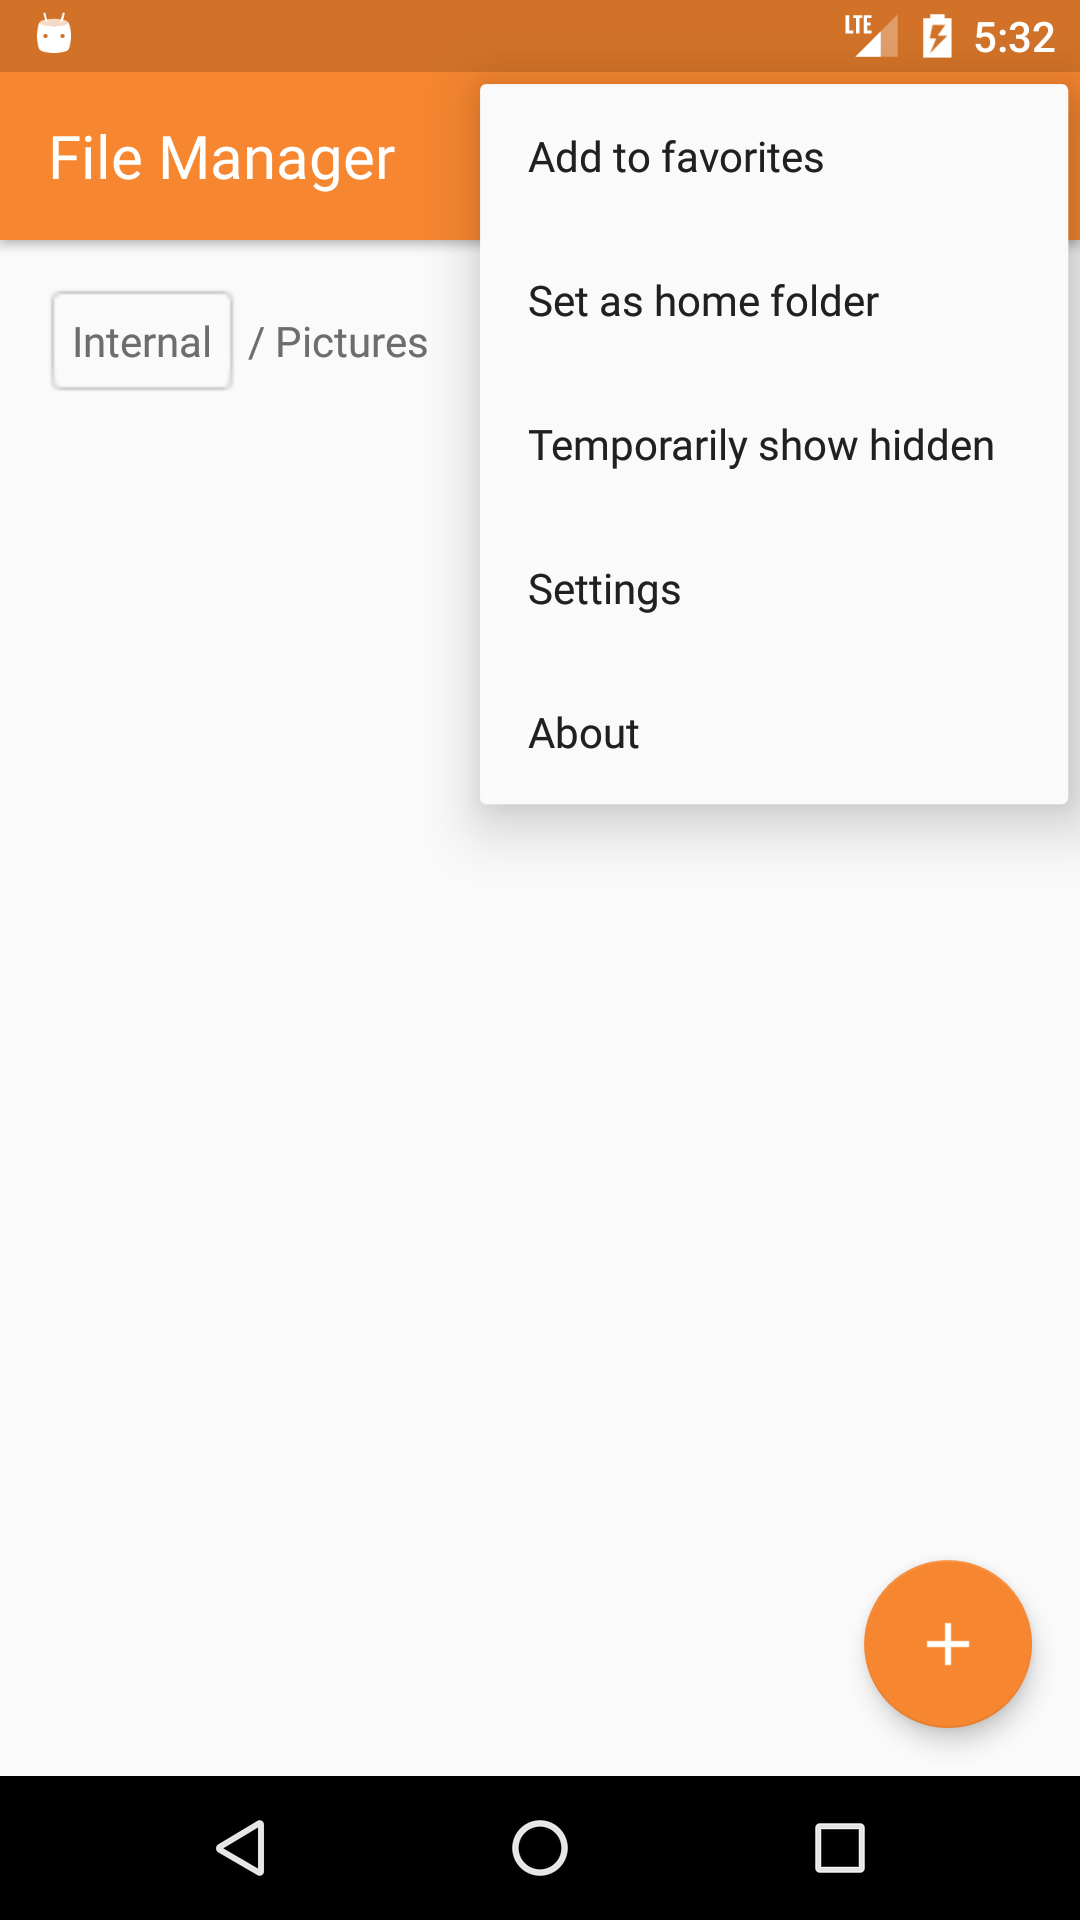 LTE 5:32
File Manager
Add to favorites
Set as home folder
Internal / Pictures
Temporarily show hidden
Settings
About